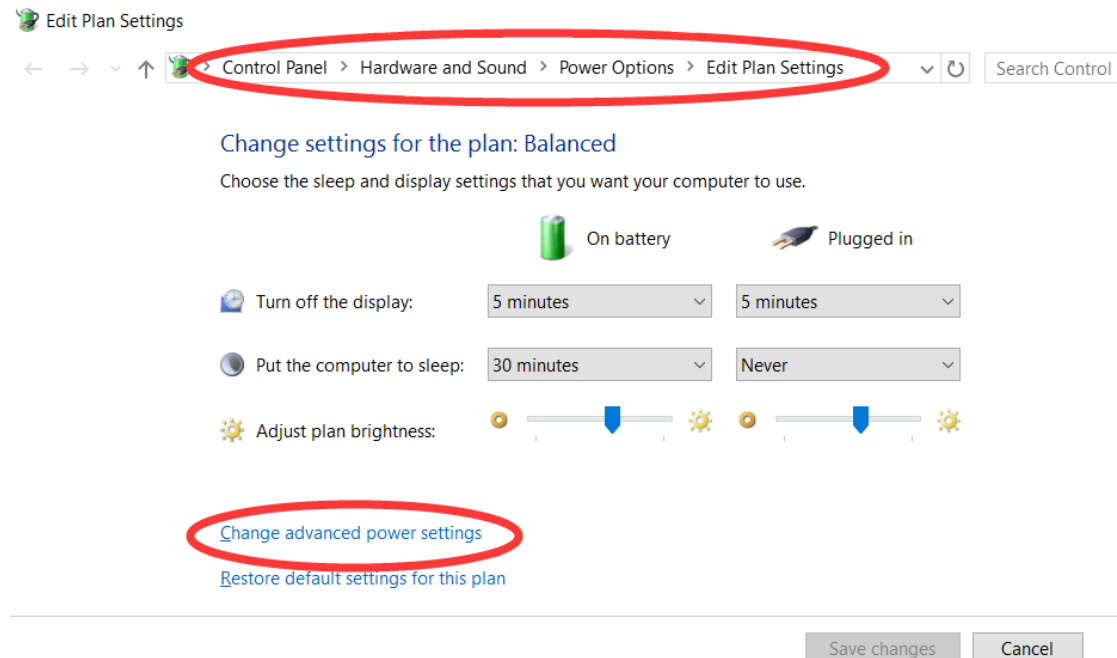 Edit Plan Settings
Control Panel > Hardware and Sound > Power Options > Edit Plan Settings
Search Control
Change settings for the plan: Balanced
Choose the sleep and display settings that you want your computer to use.
On battery Plugged in
Turn off the display: 5 minutes 5 minutes
Put the computer to sleep: 30 minutes Never
Adjust plan brightness:
Change advanced power settings
Restore default settings for this plan
Save changes Cancel